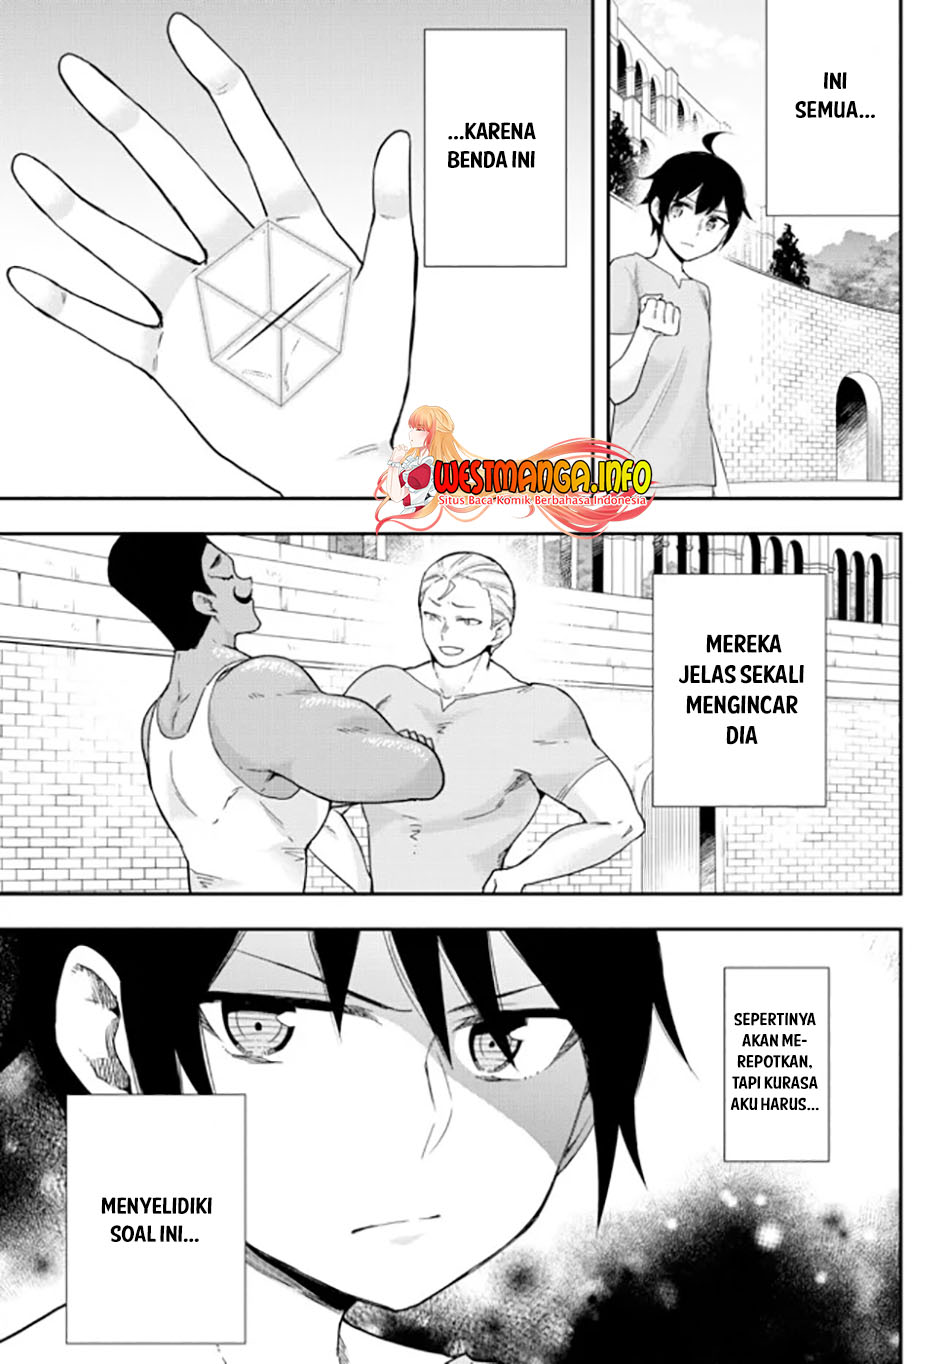 INI
SEMUA...
...KARENA
BENDA INI
WESTMANGA.INFO
Situs Baca Komik Berbahasa Indonesia
MEREKA
JELAS SEKALI
MENGINCAR
DIA
SEPERTINYA
AKAN ME-
REPOTKAN,
TAPI KURASA
AKU HARUS...
MENYELIDIKI
SOAL INI...